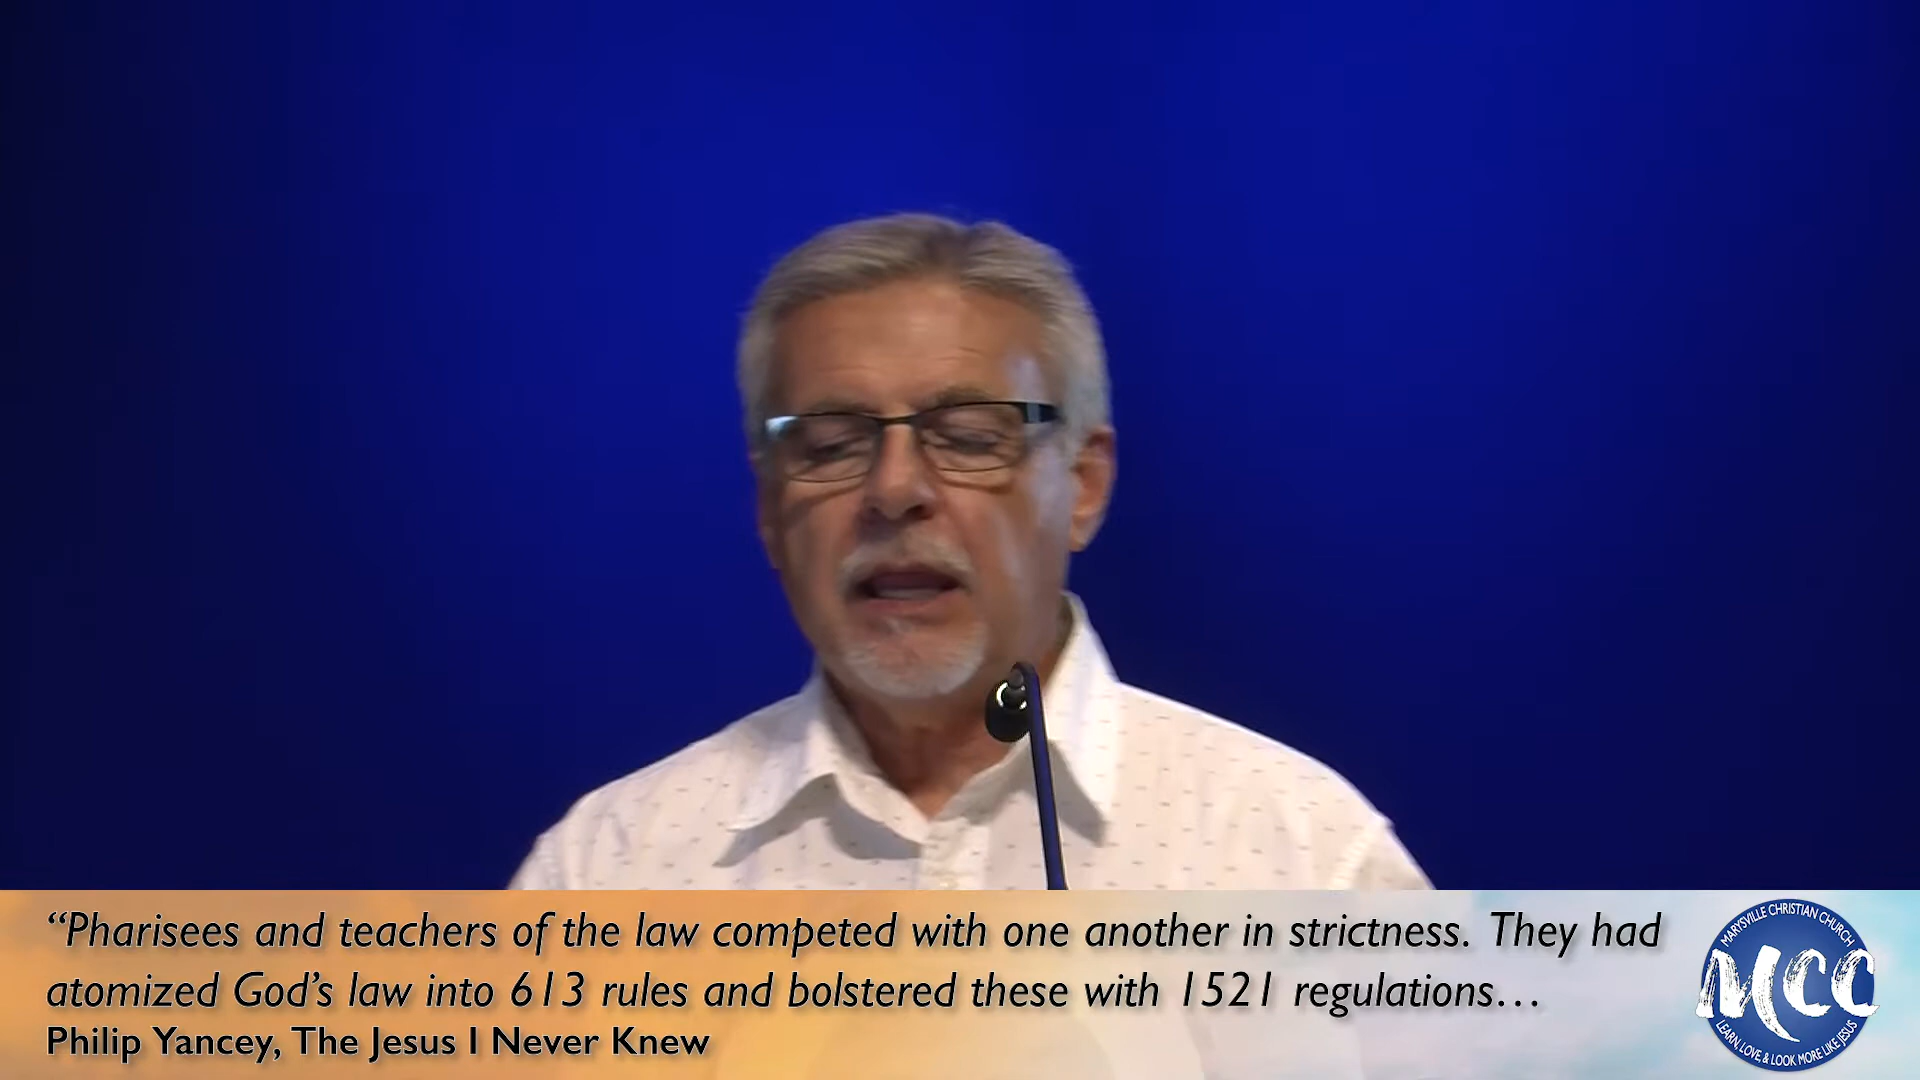 “Pharisees and teachers of the law competed with one another in strictness. They had
atomized God’s law into 613 rules and bolstered these with 1521 regulations…
Philip Yancey, The Jesus I Never Knew
MARYSVILLE CHRISTIAN CHURCH
MCC
LEARN, LOVE, & LOOK MORE LIKE JESUS